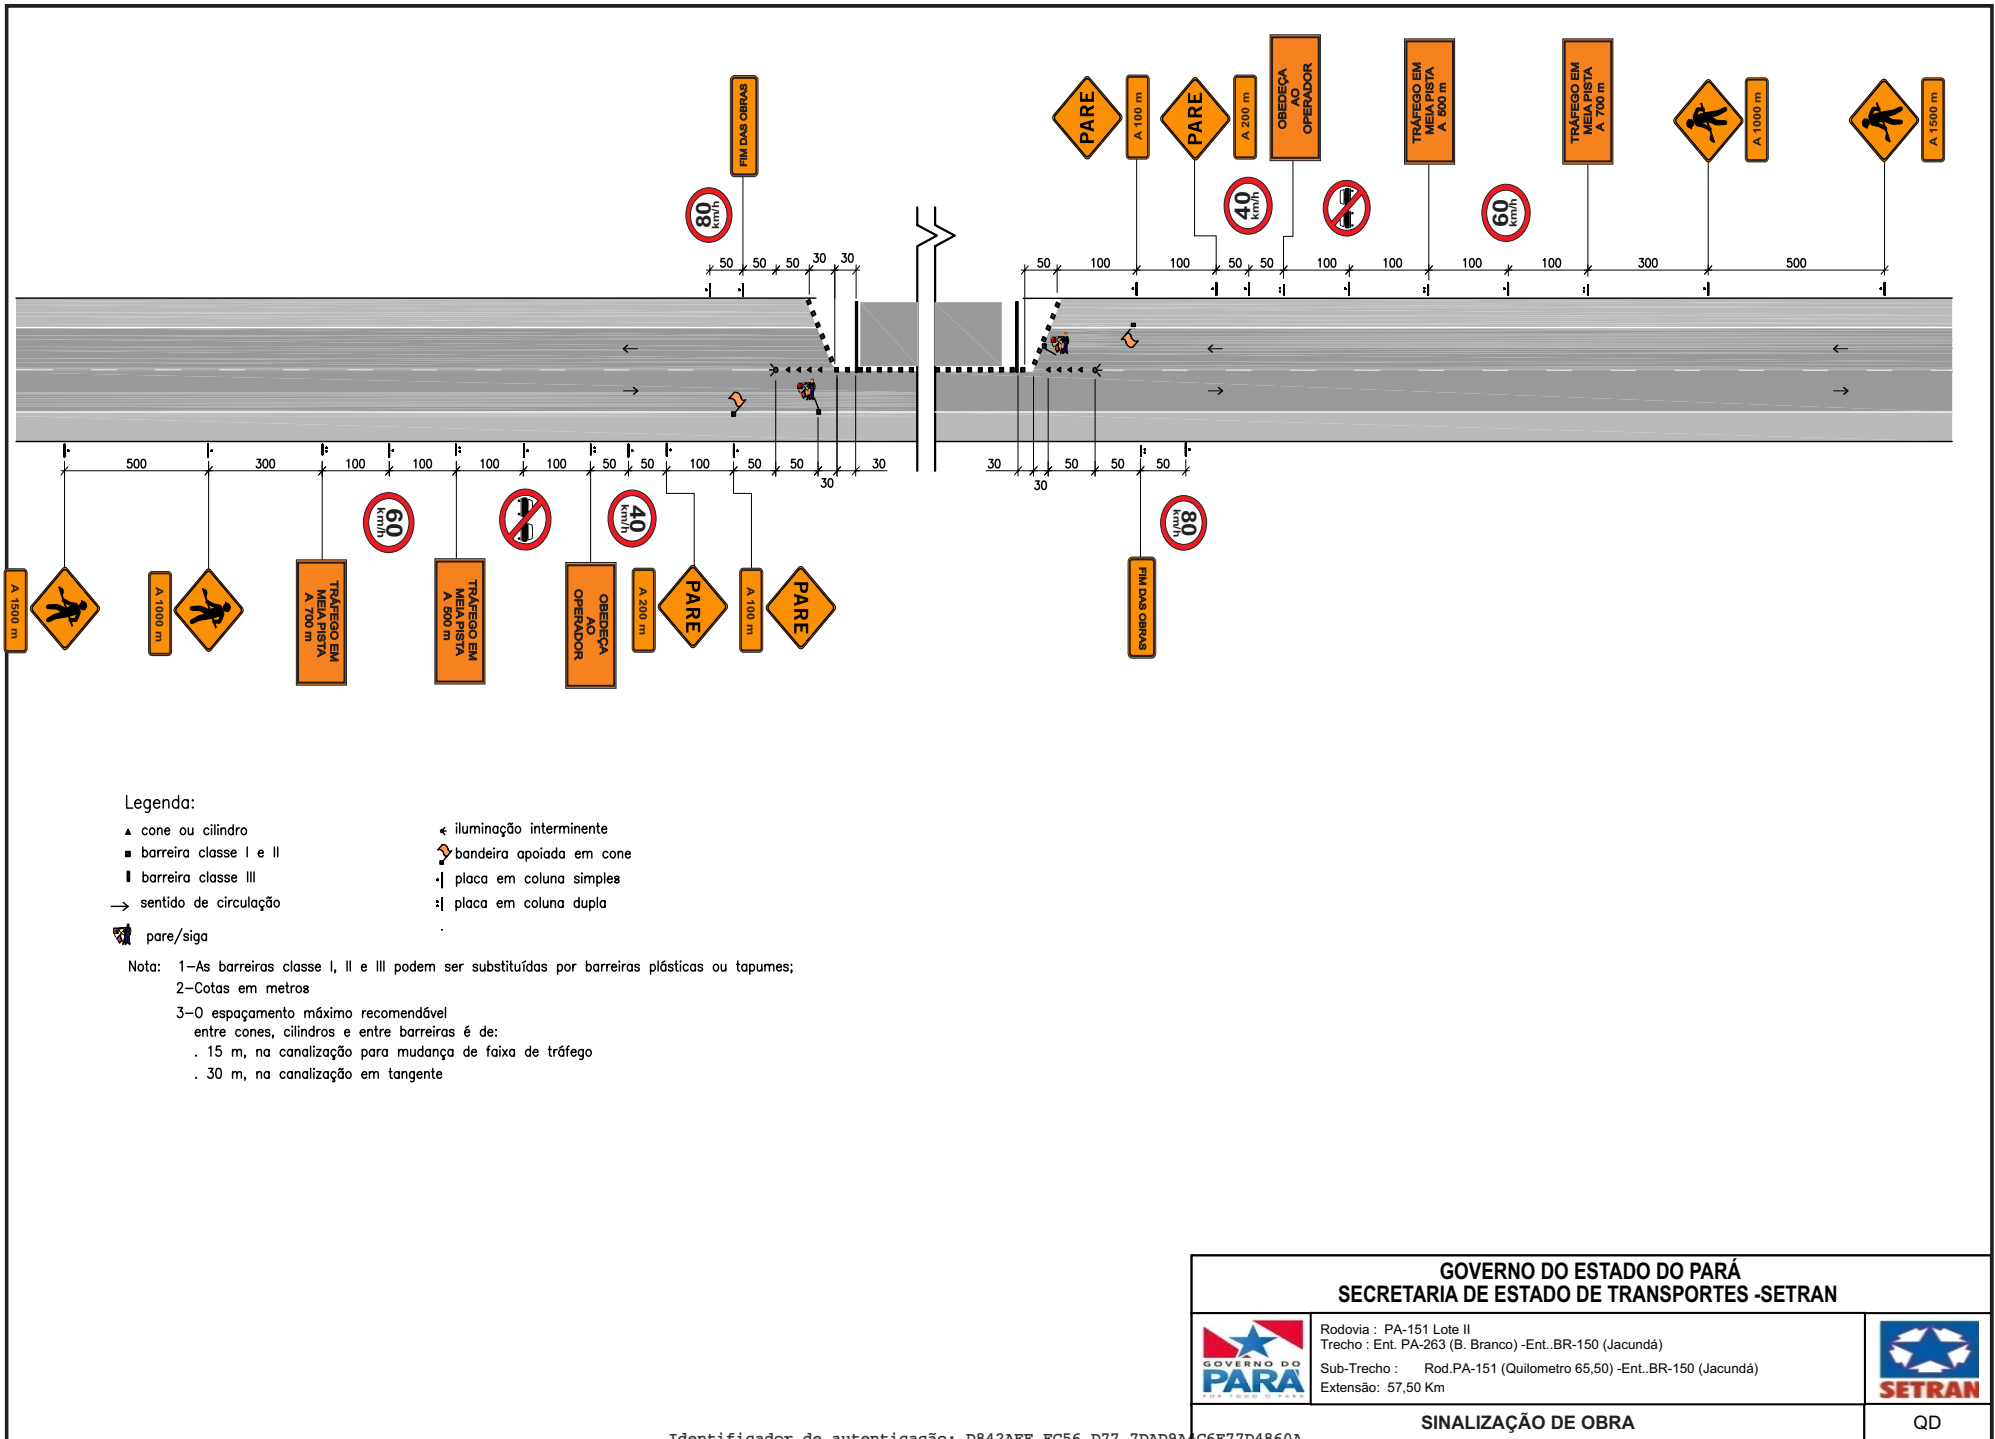 FIM DAS OBRAS
PARE
A 100 m
PARE
A 200 m
OBEDEÇA
AO
OPERADOR
TRÁFEGO EM
MEIA PISTA
A 500 m
TRÁFEGO EM
MEIA PISTA
A 700 m
A 1000 m
A 1500 m
80
km/h
40
km/h
60
km/h
50 50 50 30 30
50 100 100 50 50 100 100 100 100 300 500
500 300 100 100 100 100 50 50 100 50 50 30
30
30 50 50 50
30
60
km/h
40
km/h
80
km/h
A 1500 m
A 1000 m
TRÁFEGO EM
MEIA PISTA
A 700 m
TRÁFEGO EM
MEIA PISTA
A 500 m
OBEDEÇA
AO
OPERADOR
A 200 m
PARE
A 100 m
PARE
FIM DAS OBRAS
Legenda:
cone ou cilindro
barreira classe I e II
barreira classe III
sentido de circulação
pare/siga
iluminação interminente
bandeira apoiada em cone
placa em coluna simples
placa em coluna dupla
Nota: 1-As barreiras classe I, II e III podem ser substituídas por barreiras plásticas ou tapumes;
2-Cotas em metros
3-O espaçamento máximo recomendável
entre cones, cilindros e entre barreiras é de:
. 15 m, na canalização para mudança de faixa de tráfego
. 30 m, na canalização em tangente
GOVERNO DO ESTADO DO PARÁ
SECRETARIA DE ESTADO DE TRANSPORTES -SETRAN
GOVERNO DO
PARÁ
POR TODO O PARÁ
Rodovia : PA-151 Lote II
Trecho : Ent. PA-263 (B. Branco) -Ent..BR-150 (Jacundá)
Sub-Trecho : Rod.PA-151 (Quilometro 65,50) -Ent..BR-150 (Jacundá)
Extensão: 57,50 Km
SETRAN
SINALIZAÇÃO DE OBRA
QD
Identificador de autenticação: